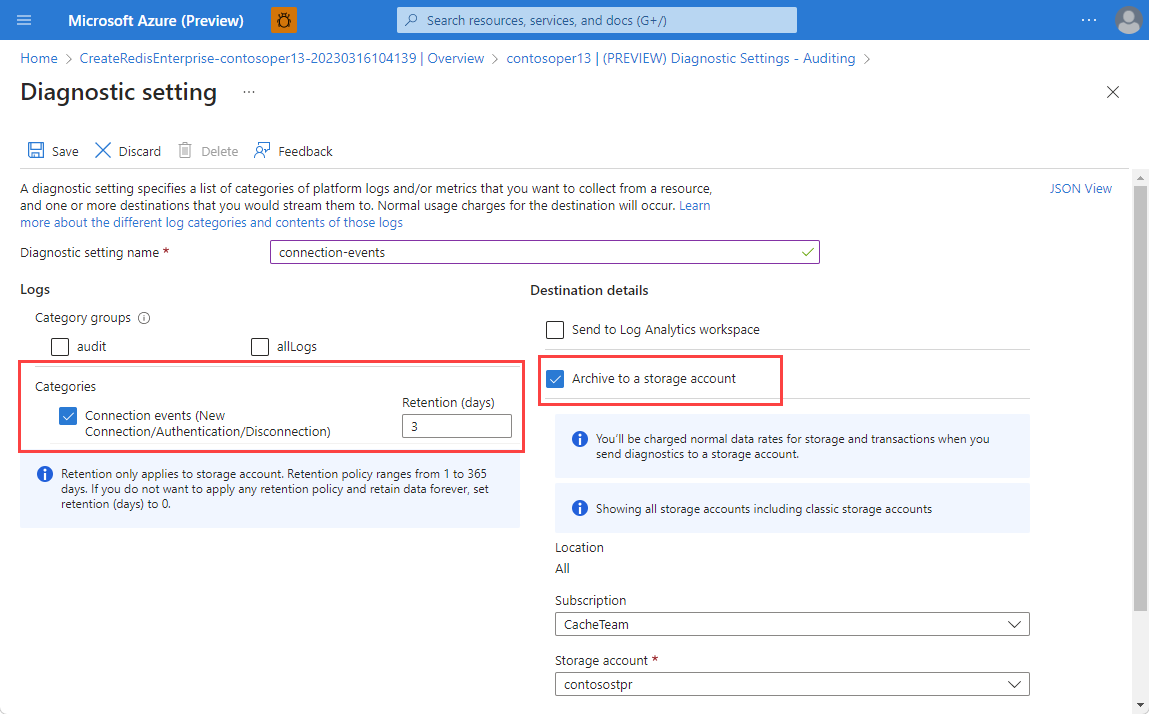 Microsoft Azure (Preview)
Search resources, services, and docs (G+/)
...
Home > CreateRedisEnterprise-contosoper13-20230316104139 | Overview > contosoper13 | (PREVIEW) Diagnostic Settings - Auditing >
Diagnostic setting ...
Save Discard Delete Feedback
A diagnostic setting specifies a list of categories of platform logs and/or metrics that you want to collect from a resource,
and one or more destinations that you would stream them to. Normal usage charges for the destination will occur. Learn
more about the different log categories and contents of those logs
JSON View
Diagnostic setting name *
connection-events
Logs
Category groups
audit
allLogs
Categories
Connection events (New
Connection/Authentication/Disconnection)
Retention (days)
3
Retention only applies to storage account. Retention policy ranges from 1 to 365
days. If you do not want to apply any retention policy and retain data forever, set
retention (days) to 0.
Destination details
Send to Log Analytics workspace
Archive to a storage account
You'll be charged normal data rates for storage and transactions when you
send diagnostics to a storage account.
Showing all storage accounts including classic storage accounts
Location
All
Subscription
CacheTeam
Storage account *
contosostpr